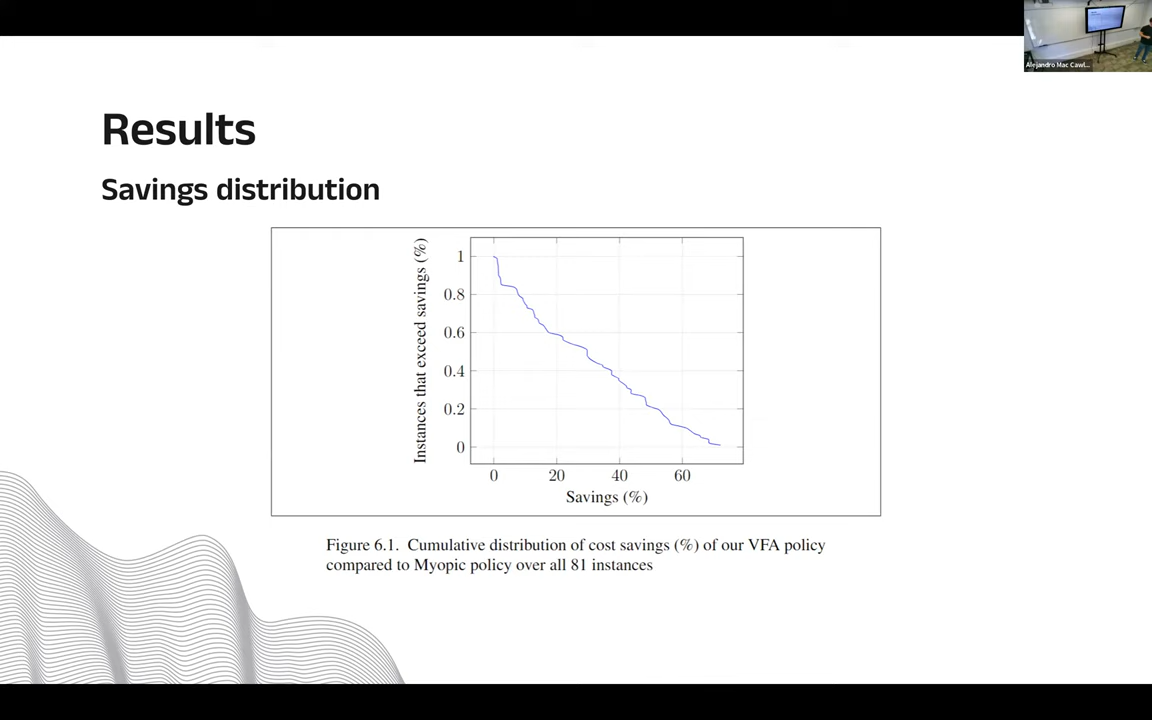 Alejandro Mac Cawl...
Results
Savings distribution
Instances that exceed savings (%)
1
0.8
0.6
0.4
0.2
0
0 20 40 60
Savings (%)
Figure 6.1. Cumulative distribution of cost savings (%) of our VFA policy
compared to Myopic policy over all 81 instances